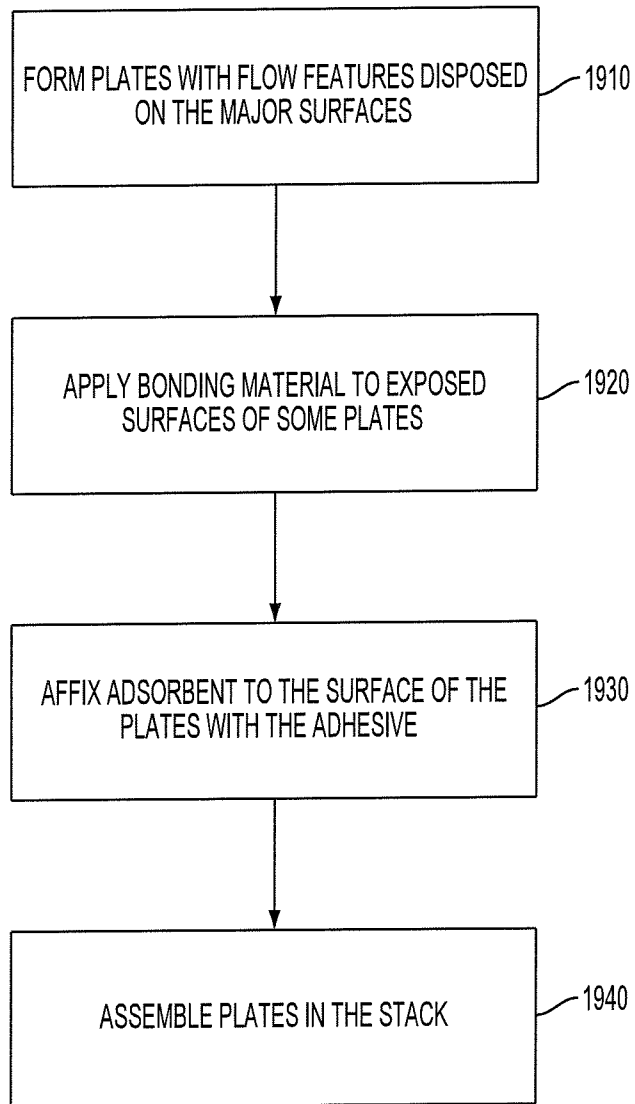 FORM PLATES WITH FLOW FEATURES DISPOSED
ON THE MAJOR SURFACES
1910
APPLY BONDING MATERIAL TO EXPOSED
SURFACES OF SOME PLATES
1920
AFFIX ADSORBENT TO THE SURFACE OF THE
PLATES WITH THE ADHESIVE
1930
ASSEMBLE PLATES IN THE STACK
1940